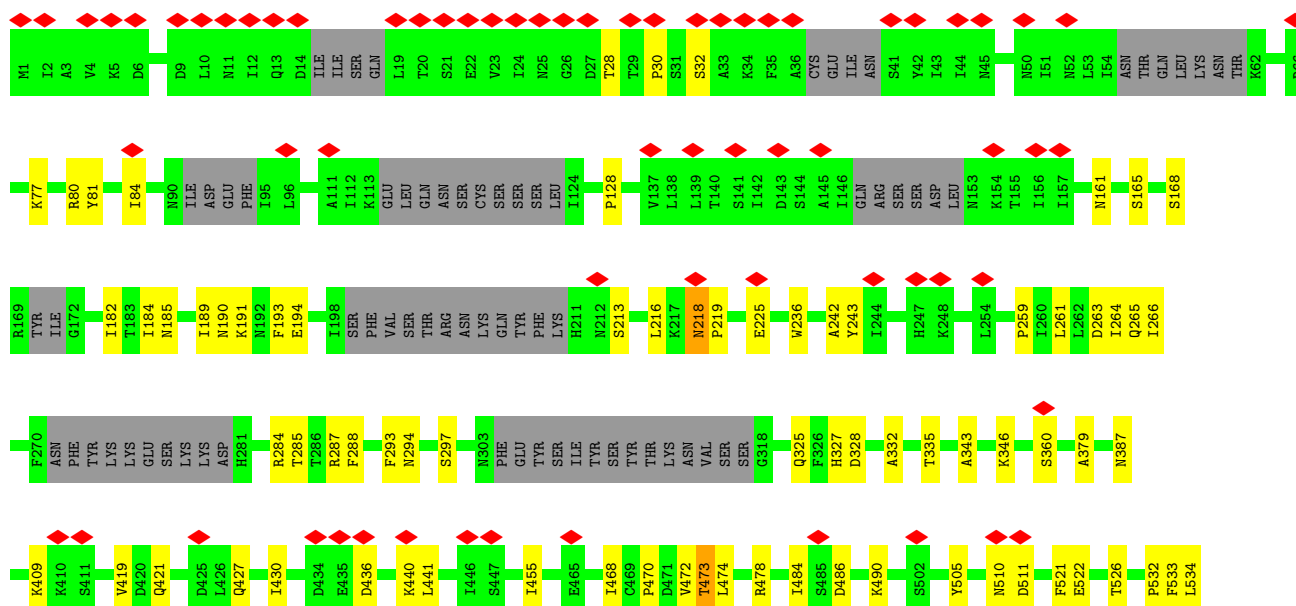 M1 I2 A3 V4 K5 D6 D9 L10 N11 I12 Q13 D14 ILE ILE SER GLN L19 T20 S21 E22 V23 I24 N25 G26 D27 T28 T29 P30 S31 S32 A33 K34 F35 A36 CYS GLU ILE ASN S41 Y42 I43 I44 N45 N50 I51 N52 L53 I54 ASN THR GLN LEU LYS ASN THR K62
K77 R80 Y81 I84 N90 ILE ASP GLU PHE I95 L96 A111 I112 K113 GLU LEU GLN ASN SER CYS SER SER SER LEU I124 P128 V137 L138 L139 T140 S141 I142 D143 S144 A145 I146 GLN ARG SER SER ASP LEU N153 K154 T155 I156 I157 N161 S165 S168
R169 TYR ILE G172 I182 T183 I184 N185 I189 N190 K191 N192 F193 E194 I198 SER PHE VAL SER THR ARG ASN LYS GLN TYR PHE LYS H211 N212 S213 L216 K217 N218 P219 E225 W236 A242 Y243 I244 H247 K248 L254 P259 I260 L261 L262 D263 I264 Q265 I266
F270 ASN PHE TYR LYS LYS GLU SER LYS LYS ASP H281 R284 T285 T286 R287 F288 F293 N294 S297 N303 PHE GLU TYR SER ILE TYR SER TYR THR LYS ASN VAL SER SER G318 Q325 F326 H327 D328 A332 T335 A343 K346 S360 A379 N387
K409 K410 S411 V419 D420 Q421 D425 L426 Q427 I430 D434 E435 D436 K440 L441 I446 S447 I455 E465 I468 C469 P470 D471 V472 T473 L474 R478 I484 S485 D486 K490 S502 Y505 N510 D511 F521 E522 T526 P532 F533 L534